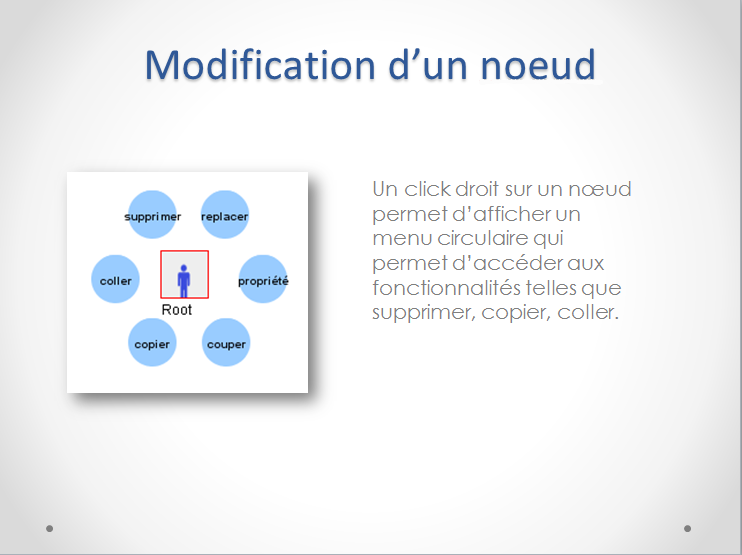 Modification d’un noeud
supprimer replacer
coller
propriété
Root
copier couper
Un click droit sur un nœud
permet d’afficher un
menu circulaire qui
permet d’accéder aux
fonctionnalités telles que
supprimer, copier, coller.